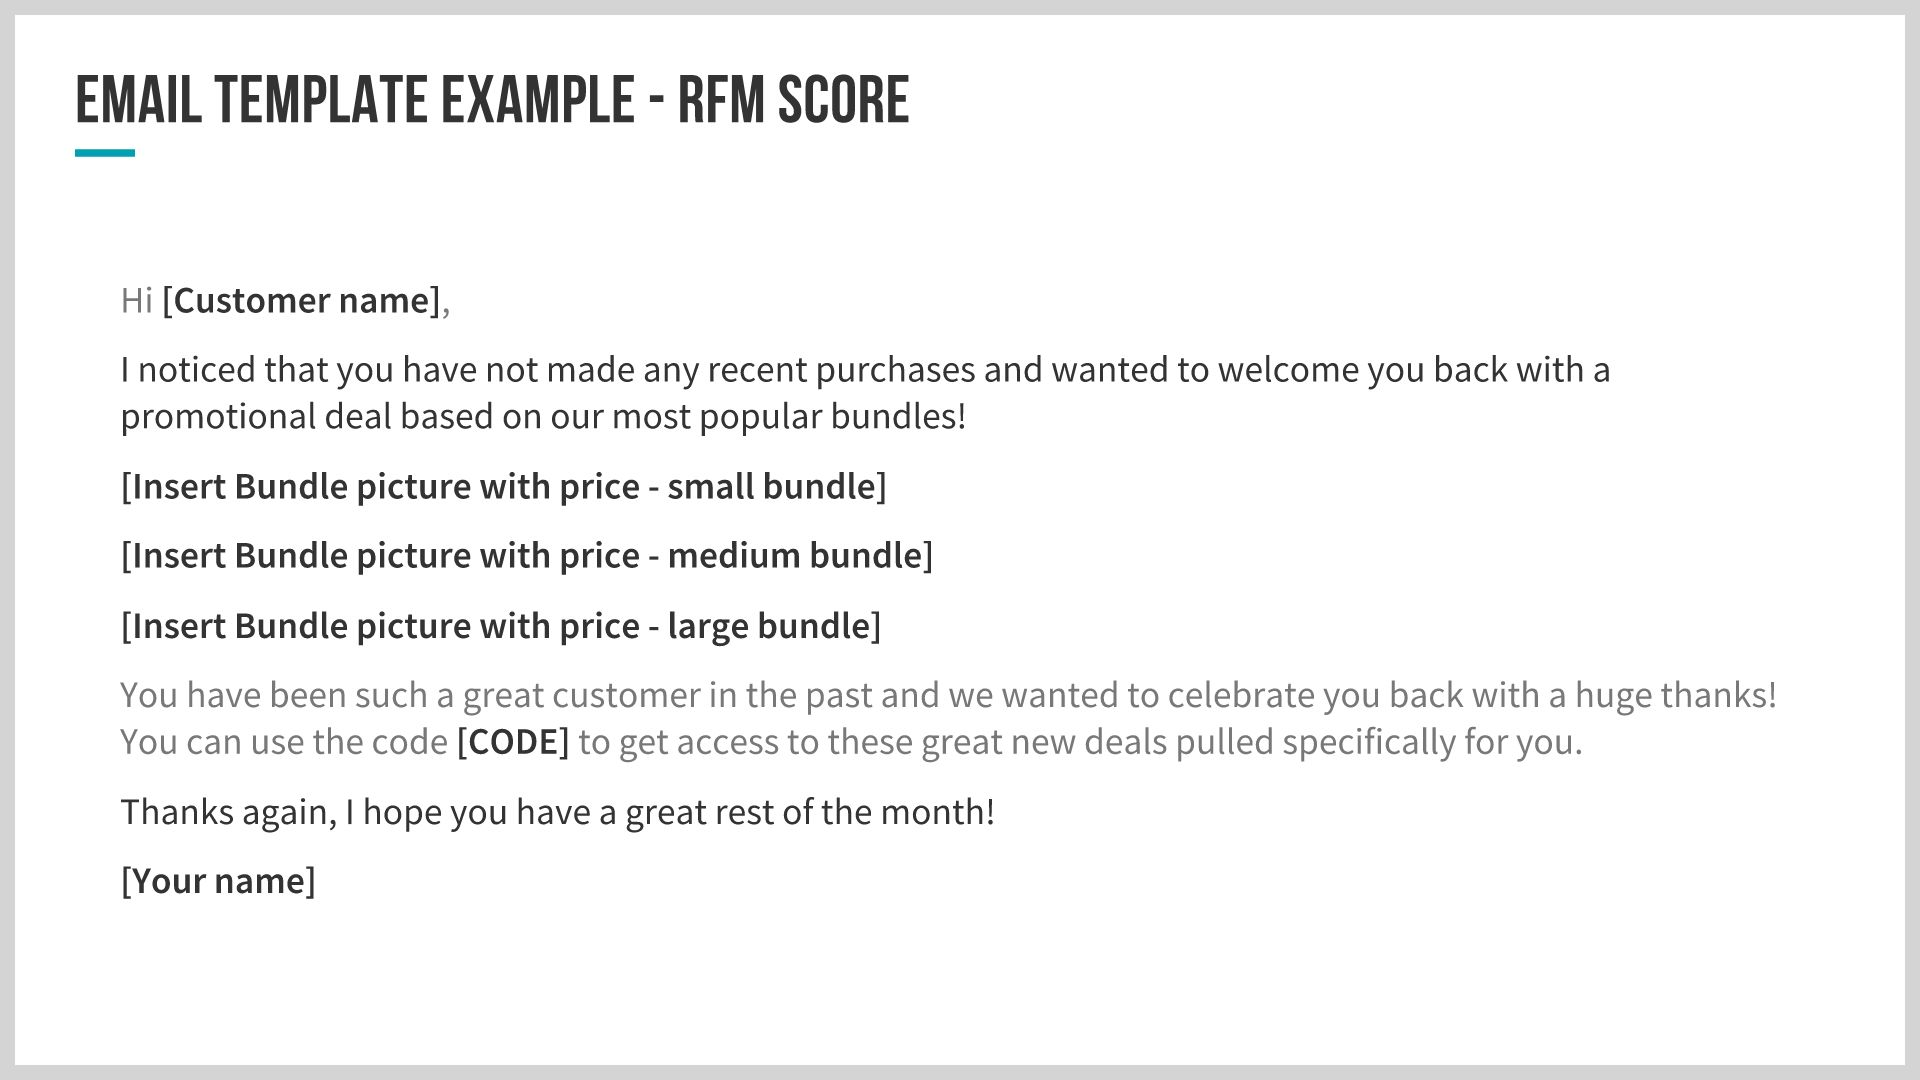 EMAIL TEMPLATE EXAMPLE - RFM SCORE
Hi [Customer name],
I noticed that you have not made any recent purchases and wanted to welcome you back with a
promotional deal based on our most popular bundles!
[Insert Bundle picture with price - small bundle]
[Insert Bundle picture with price - medium bundle]
[Insert Bundle picture with price - large bundle]
You have been such a great customer in the past and we wanted to celebrate you back with a huge thanks!
You can use the code [CODE] to get access to these great new deals pulled specifically for you.
Thanks again, I hope you have a great rest of the month!
[Your name]